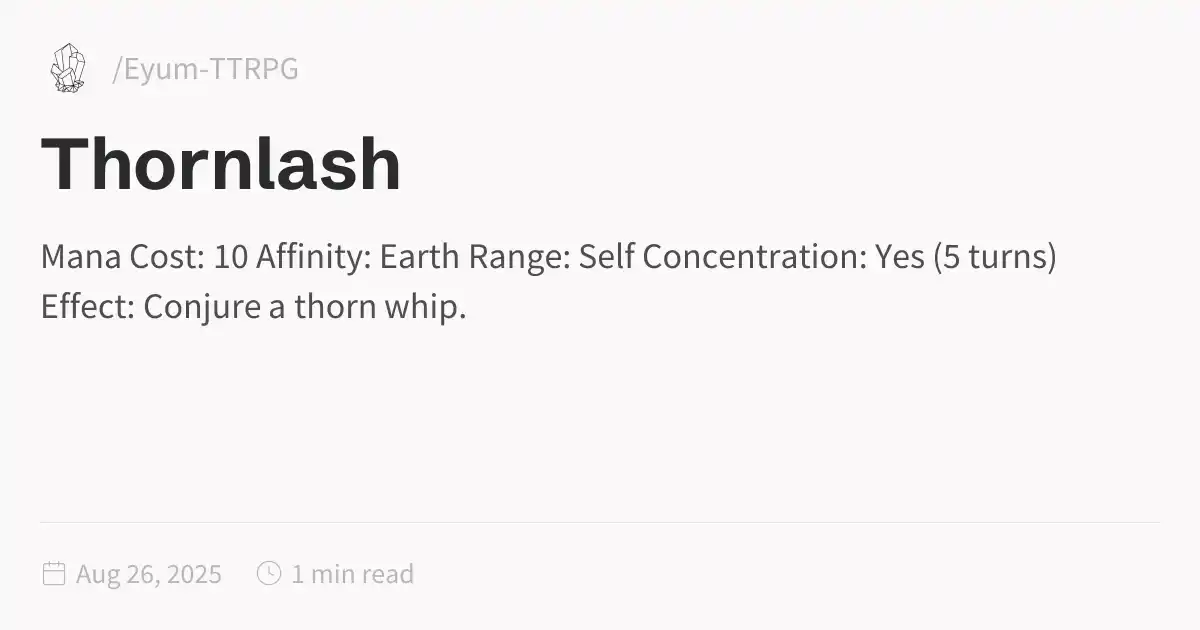 /Eyum-TTRPG
Thornlash
Mana Cost: 10 Affinity: Earth Range: Self Concentration: Yes (5 turns)
Effect: Conjure a thorn whip.
Aug 26, 2025 1 min read